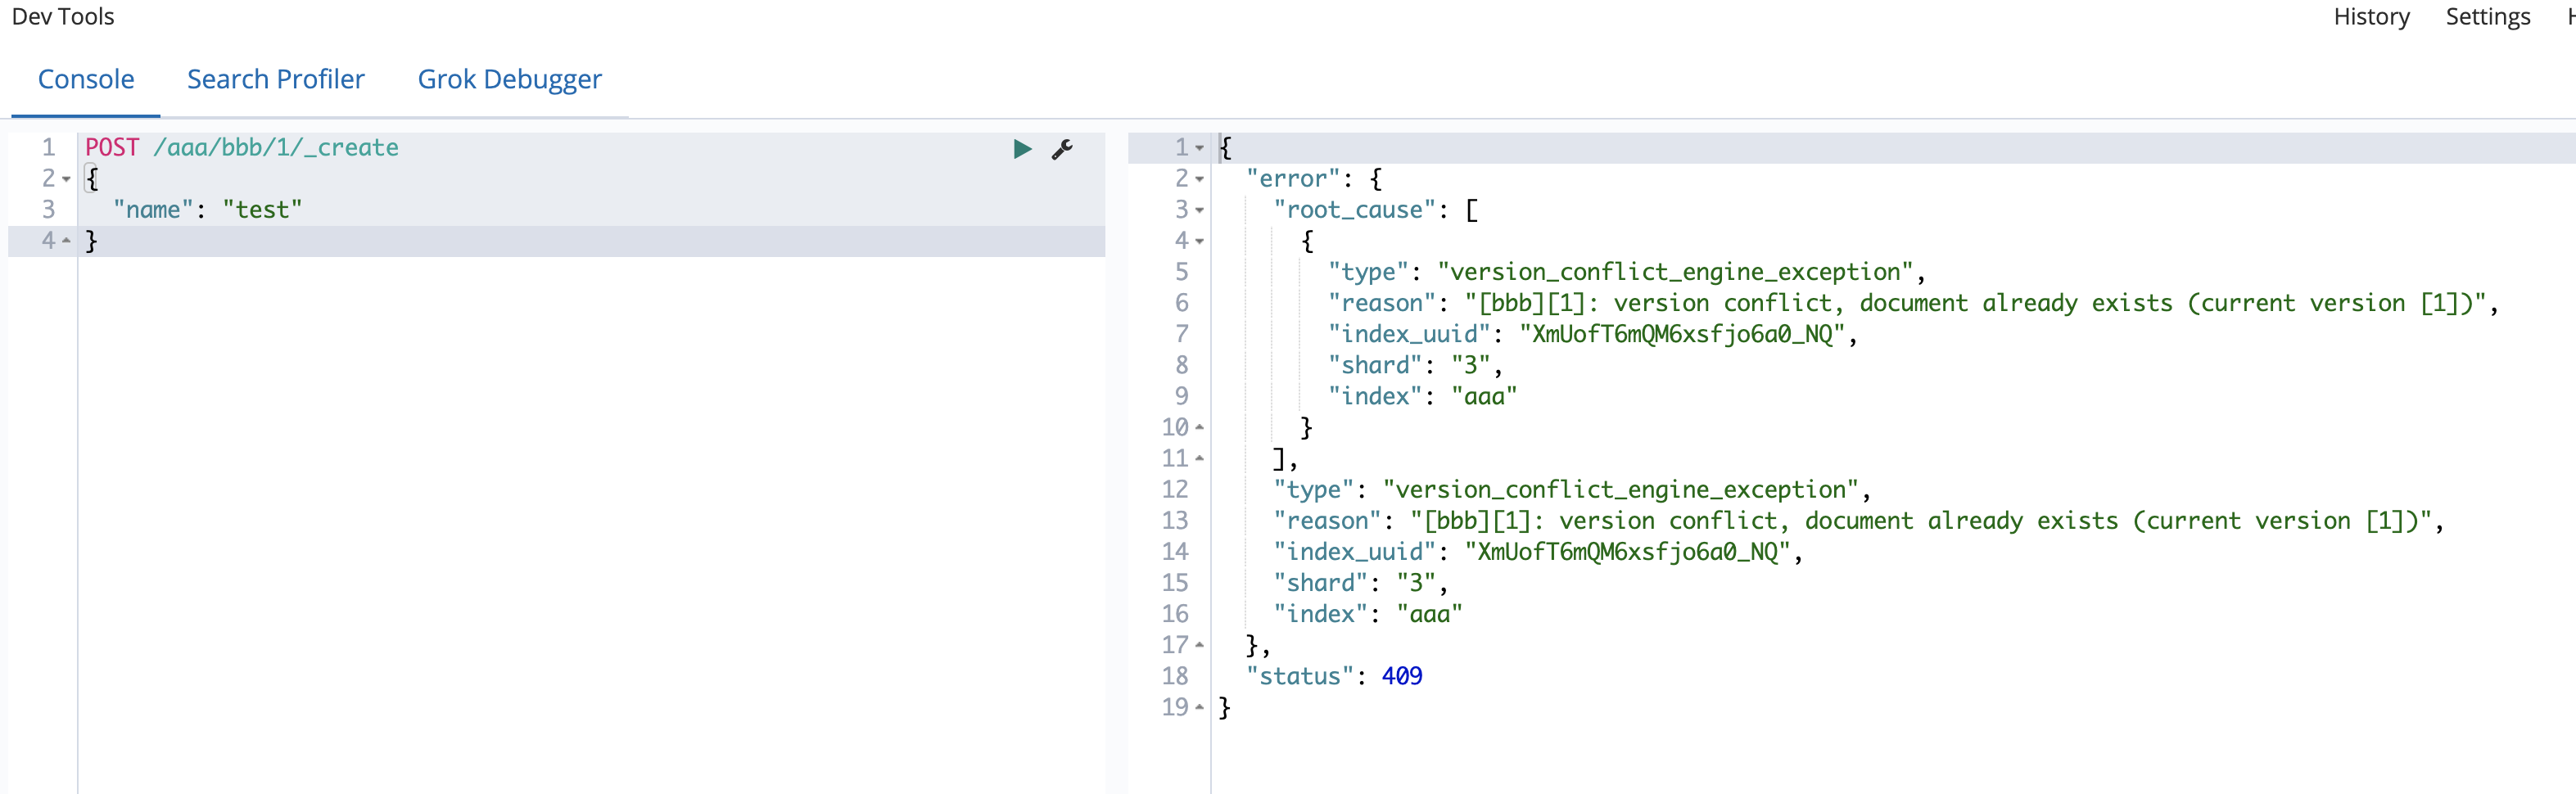 Dev Tools
History Settings
Console Search Profiler Grok Debugger
1 POST /aaa/bbb/1/_create
2 {
3 "name": "test"
4 }
1 {
2 "error": {
3 "root_cause": [
4 {
5 "type": "version_conflict_engine_exception",
6 "reason": "[bbb][1]: version conflict, document already exists (current version [1])",
7 "index_uuid": "XmUofT6mQM6xsfjo6a0_NQ",
8 "shard": "3",
9 "index": "aaa"
10 }
11 ],
12 "type": "version_conflict_engine_exception",
13 "reason": "[bbb][1]: version conflict, document already exists (current version [1])",
14 "index_uuid": "XmUofT6mQM6xsfjo6a0_NQ",
15 "shard": "3",
16 "index": "aaa"
17 },
18 "status": 409
19 }